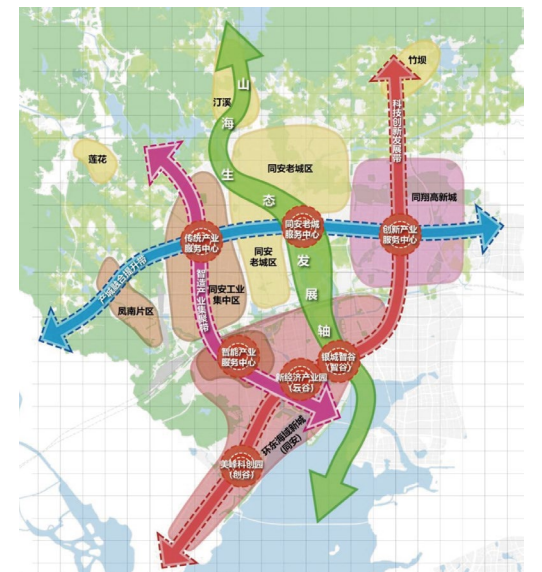 竹坝
山海生态发展轴
汀溪
科技创新发展带
莲花
同安老城区
同翔高新城
同安老城
服务中心
创新产业
服务中心
传统产业
服务中心
同安
老城区
产城融合提升带
智造产业集聚带
同安工业
集中区
凤南片区
智能产业
服务中心
银城智谷
(智谷)
新经济产业园
(云谷)
环东海域新城
(同安)
美峰科创园
(创谷)